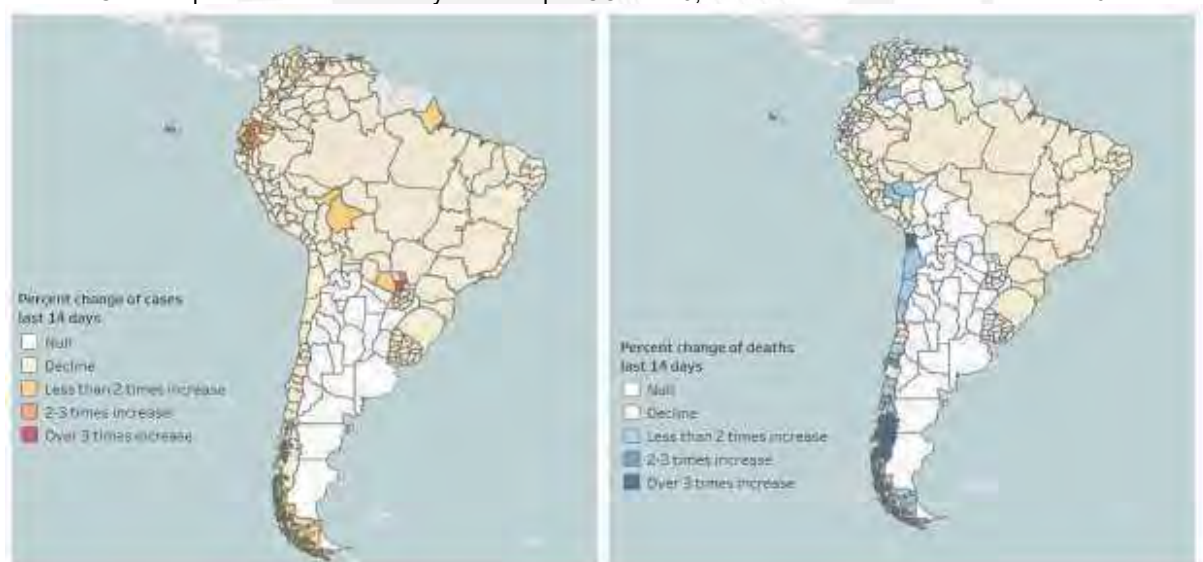 Percent change of cases
last 14 days
Null
Decline
Less than 2 times increase
2-3 times increase
Over 3 times increase
Percent change of deaths
last 14 days
Null
Decline
Less than 2 times increase
2-3 times increase
Over 3 times increase